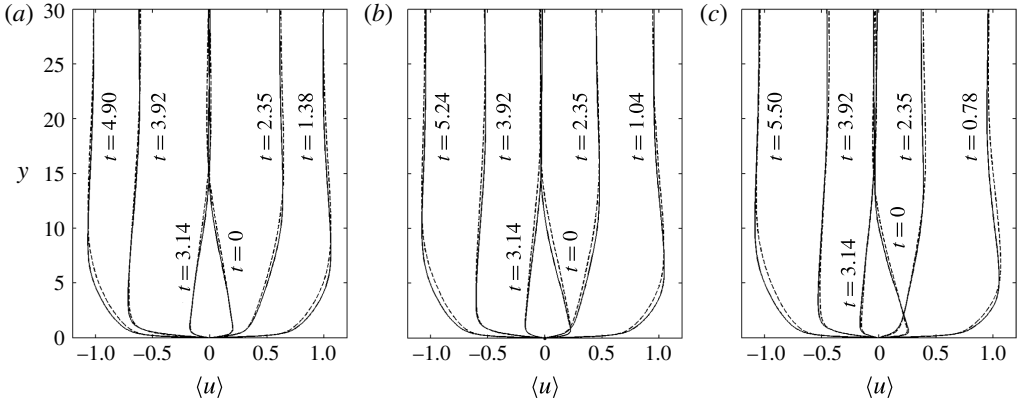 (a) (b) (c)
30
25
20
15
10
5
0
y
t = 4.90
t = 3.92
t = 2.35
t = 1.38
t = 3.14
t = 0
t = 5.24
t = 3.92
t = 2.35
t = 1.04
t = 3.14
t = 0
t = 5.50
t = 3.92
t = 2.35
t = 0.78
t = 3.14
t = 0
−1.0 −0.5 0 0.5 1.0 −1.0 −0.5 0 0.5 1.0 −1.0 −0.5 0 0.5 1.0
⟨u⟩ ⟨u⟩ ⟨u⟩